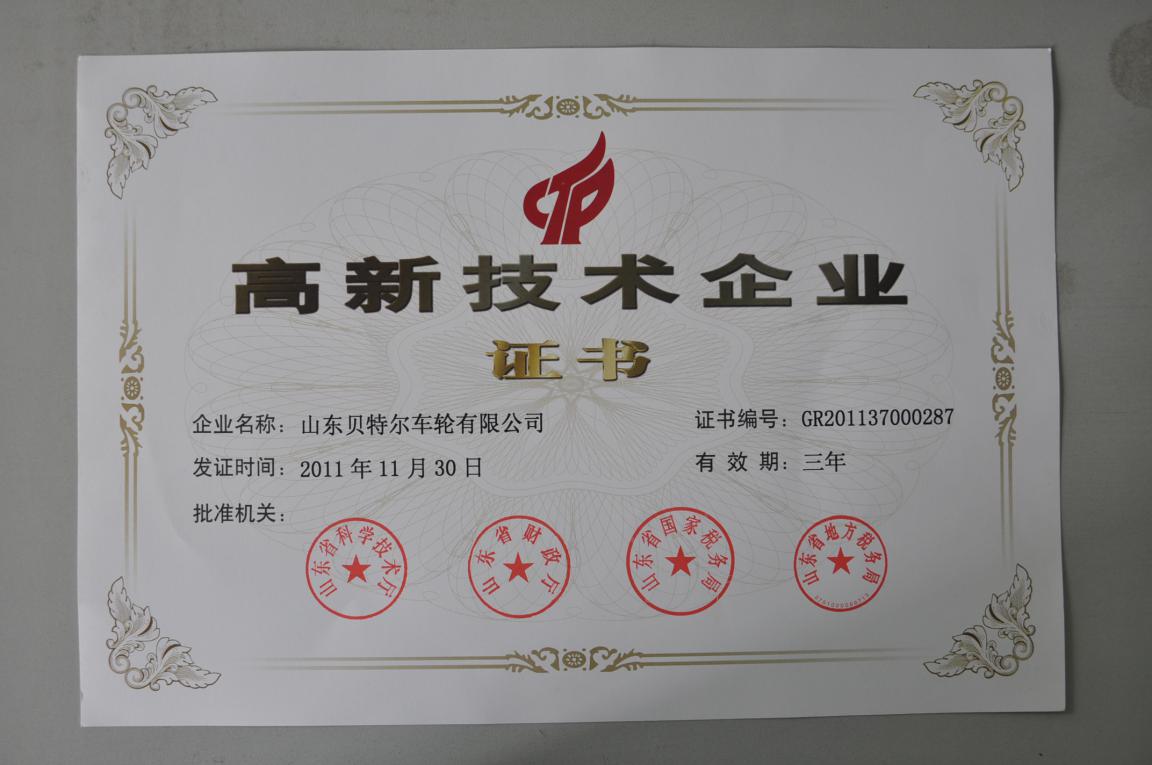 CTP
高新技术企业
证书
企业名称：山东贝特尔车轮有限公司
证书编号：GR201137000287
发证时间：2011年11月30日
有效期：三年
批准机关：
山东省科学技术厅
山东省财政厅
山东省国家税务局
山东省地方税务局